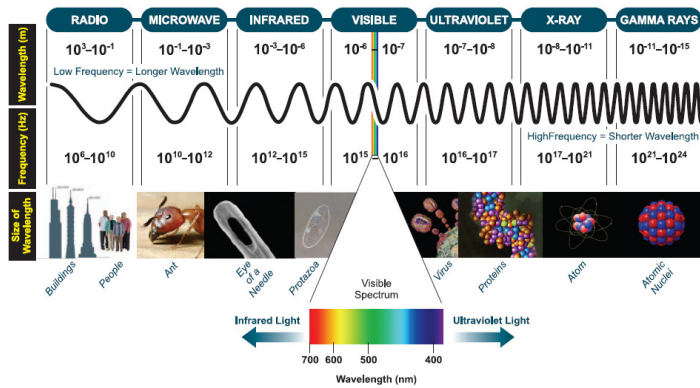 RADIO MICROWAVE INFRARED VISIBLE ULTRAVIOLET X-RAY GAMMA RAYS
Wavelength (m)
10³–10⁻¹ 10⁻¹–10⁻³ 10⁻³–10⁻⁶ 10⁻⁶ – 10⁻⁷ 10⁻⁷–10⁻⁸ 10⁻⁸–10⁻¹¹ 10⁻¹¹–10⁻¹⁵
Low Frequency = Longer Wavelength
HighFrequency = Shorter Wavelength
Frequency (Hz)
10⁶–10¹⁰ 10¹⁰–10¹² 10¹²–10¹⁵ 10¹⁵ – 10¹⁶ 10¹⁶–10¹⁷ 10¹⁷–10²¹ 10²¹–10²⁴
Size of
Wavelength
Buildings
People
Ant
Eye
of a
Needle
Protazoa
Virus
Proteins
Atom
Atomic
Nuclei
Visible
Spectrum
Infrared Light
Ultraviolet Light
700 600 500 400
Wavelength (nm)